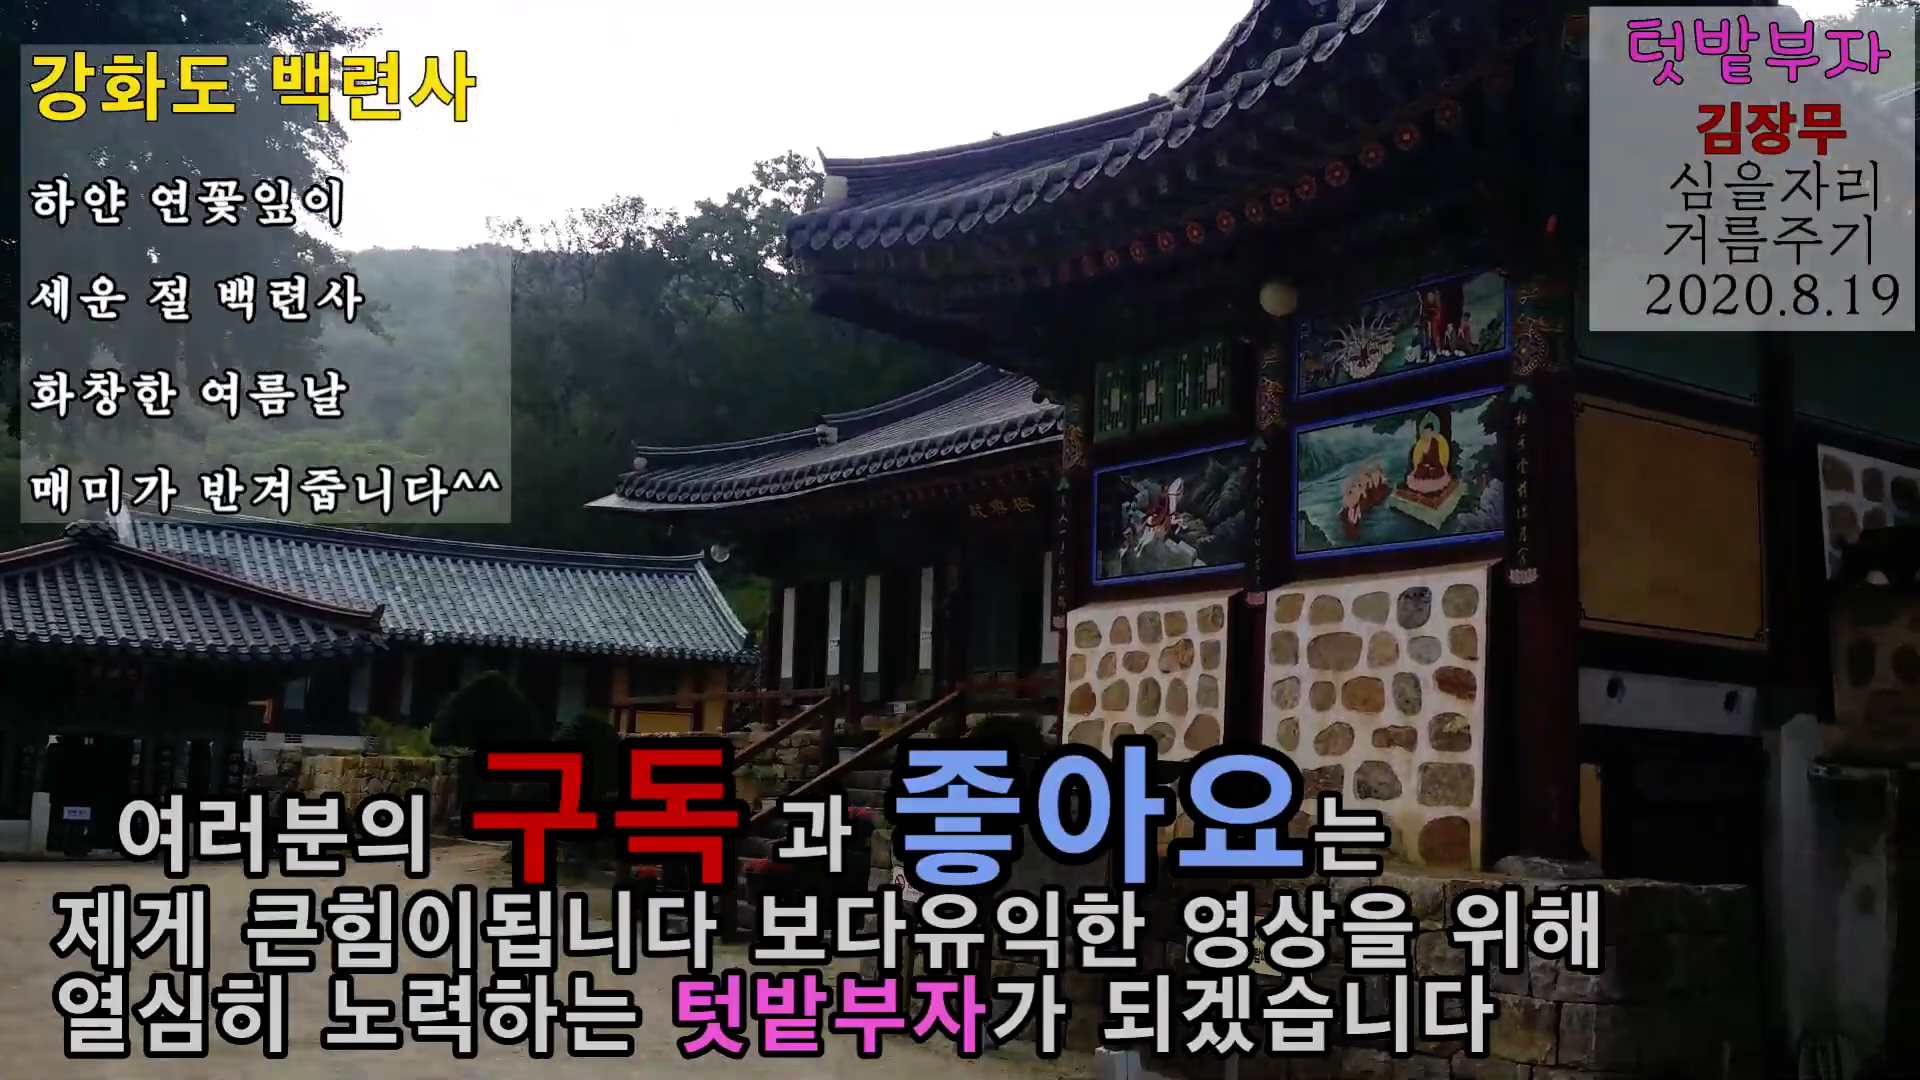 강화도 백련사
하얀 연꽃잎이
세운 절 백련사
화창한 여름날
매미가 반겨줍니다^^
텃밭부자
김장무
심을자리
거름주기
2020.8.19
極樂殿
여러분의 구독 과 좋아요는
제게 큰힘이됩니다 보다유익한 영상을 위해
열심히 노력하는 텃밭부자가 되겠습니다